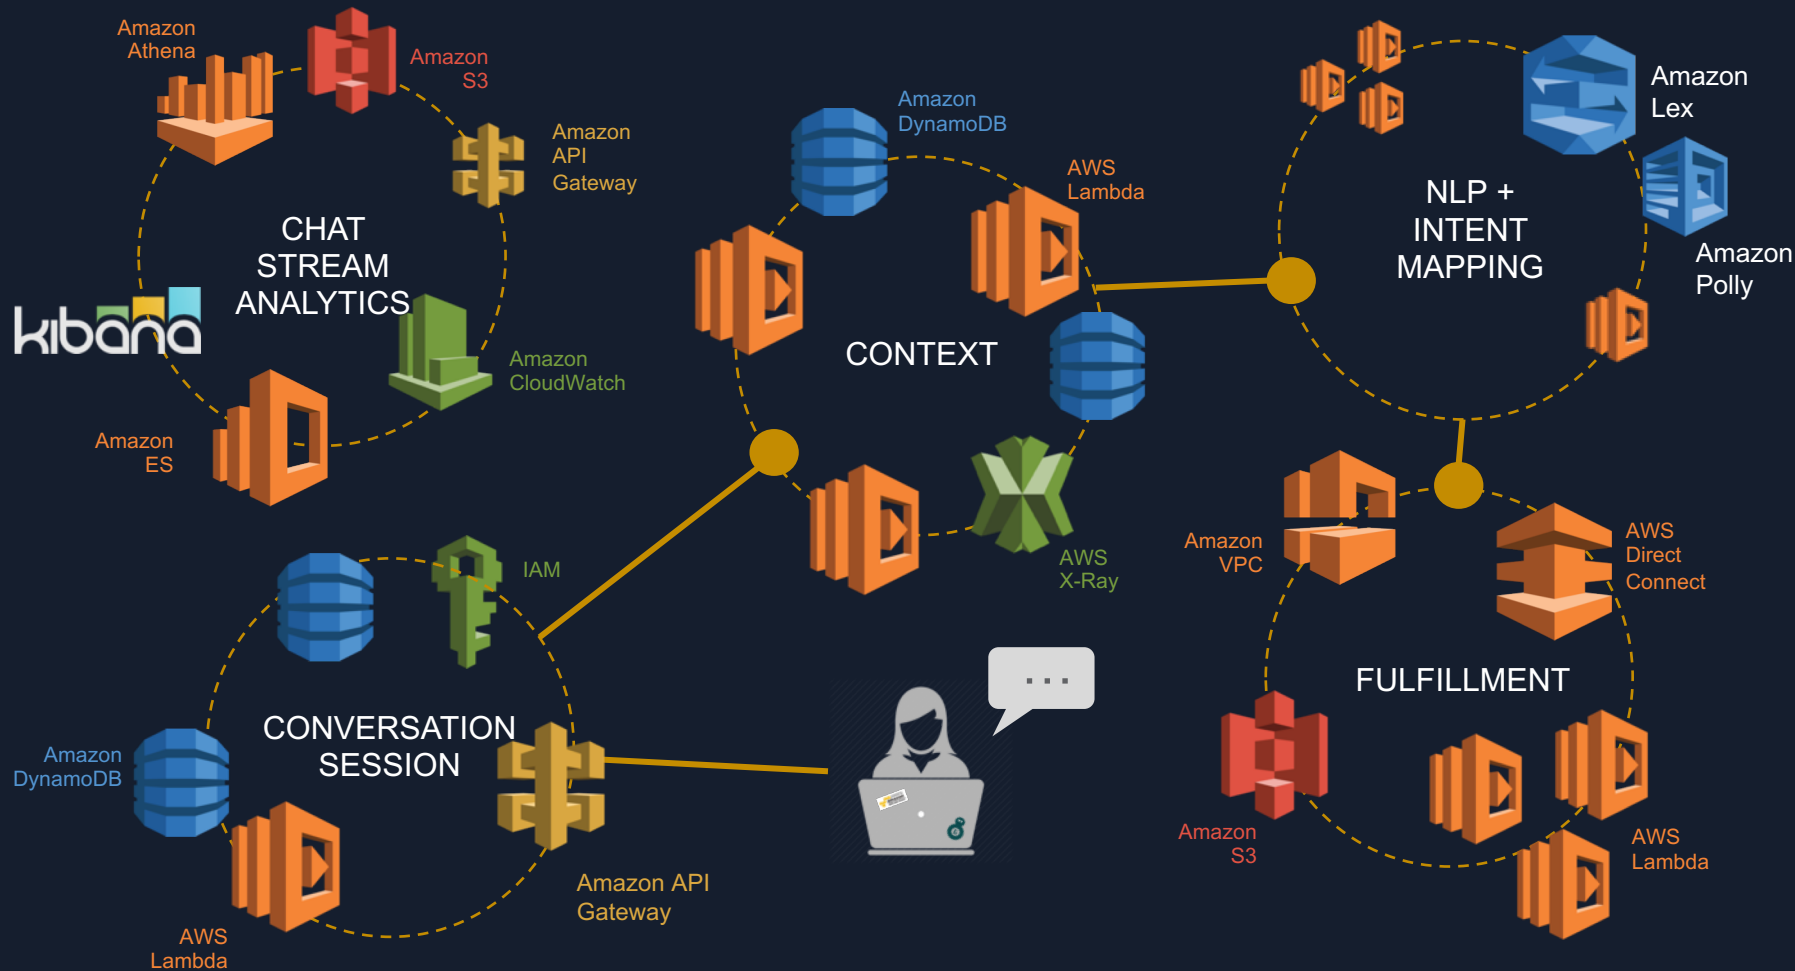 Amazon
Athena
Amazon
S3
Amazon
API
Gateway
CHAT
STREAM
ANALYTICS
kibana
Amazon
CloudWatch
Amazon
ES
Amazon
DynamoDB
AWS
Lambda
CONTEXT
AWS
X-Ray
Amazon
Lex
NLP +
INTENT
MAPPING
Amazon
Polly
IAM
CONVERSATION
SESSION
Amazon
DynamoDB
AWS
Lambda
Amazon API
Gateway
...
Amazon
VPC
AWS
Direct
Connect
FULFILLMENT
Amazon
S3
AWS
Lambda